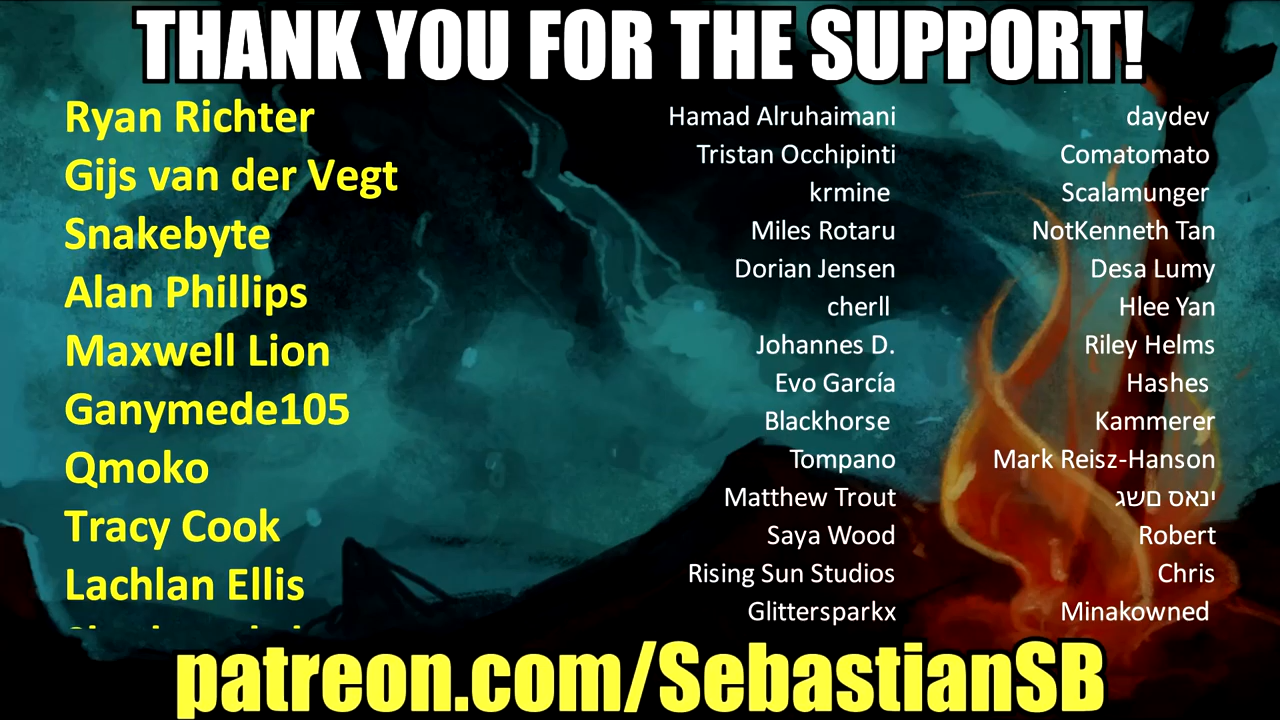 THANK YOU FOR THE SUPPORT!
Ryan Richter
Gijs van der Vegt
Snakebyte
Alan Phillips
Maxwell Lion
Ganymede105
Qmoko
Tracy Cook
Lachlan Ellis
Hamad Alruhaimani
Tristan Occhipinti
krmine
Miles Rotaru
Dorian Jensen
cherll
Johannes D.
Evo García
Blackhorse
Tompano
Matthew Trout
Saya Wood
Rising Sun Studios
Glittersparkx
daydev
Comatomato
Scalamunger
NotKenneth Tan
Desa Lumy
Hlee Yan
Riley Helms
Hashes
Kammerer
Mark Reisz-Hanson
ינאס םשג
Robert
Chris
Minakowned
patreon.com/SebastianSB